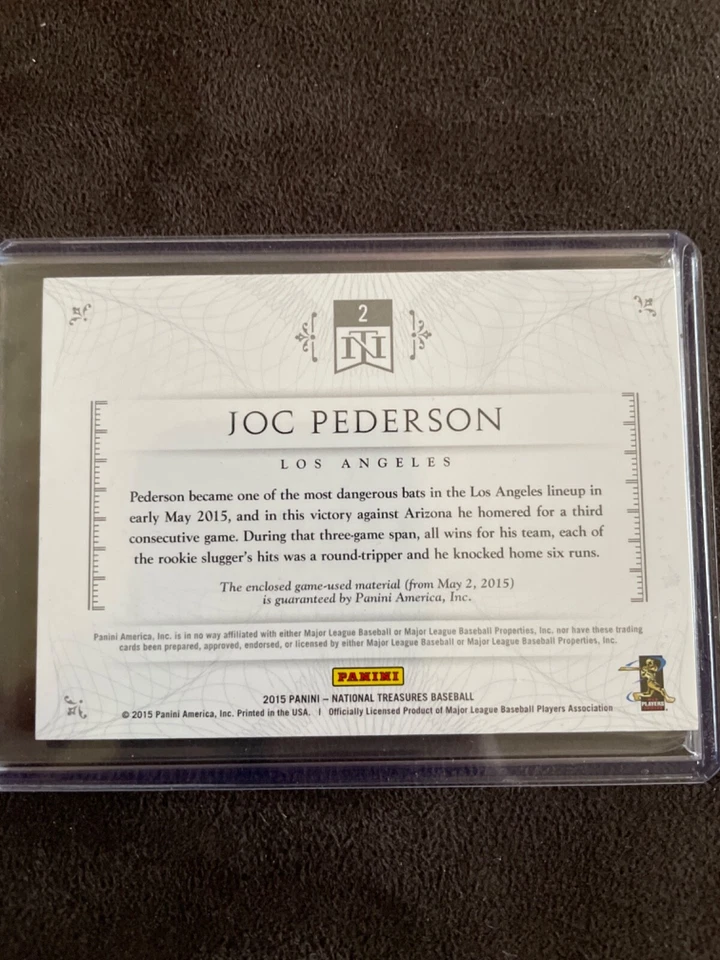 2
NT
JOC PEDERSON
LOS ANGELES
Pederson became one of the most dangerous bats in the Los Angeles lineup in
early May 2015, and in this victory against Arizona he homered for a third
consecutive game. During that three-game span, all wins for his team, each of
the rookie slugger's hits was a round-tripper and he knocked home six runs.
The enclosed game-used material (from May 2, 2015)
is guaranteed by Panini America, Inc.
Panini America, Inc. is in no way affiliated with either Major League Baseball or Major League Baseball Properties, Inc. nor have these trading
cards been prepared, approved, endorsed, or licensed by either Major League Baseball or Major League Baseball Properties, Inc.
PANINI
2015 PANINI – NATIONAL TREASURES BASEBALL
© 2015 Panini America, Inc. Printed in the USA. | Officially Licensed Product of Major League Baseball Players Association
PLAYERS